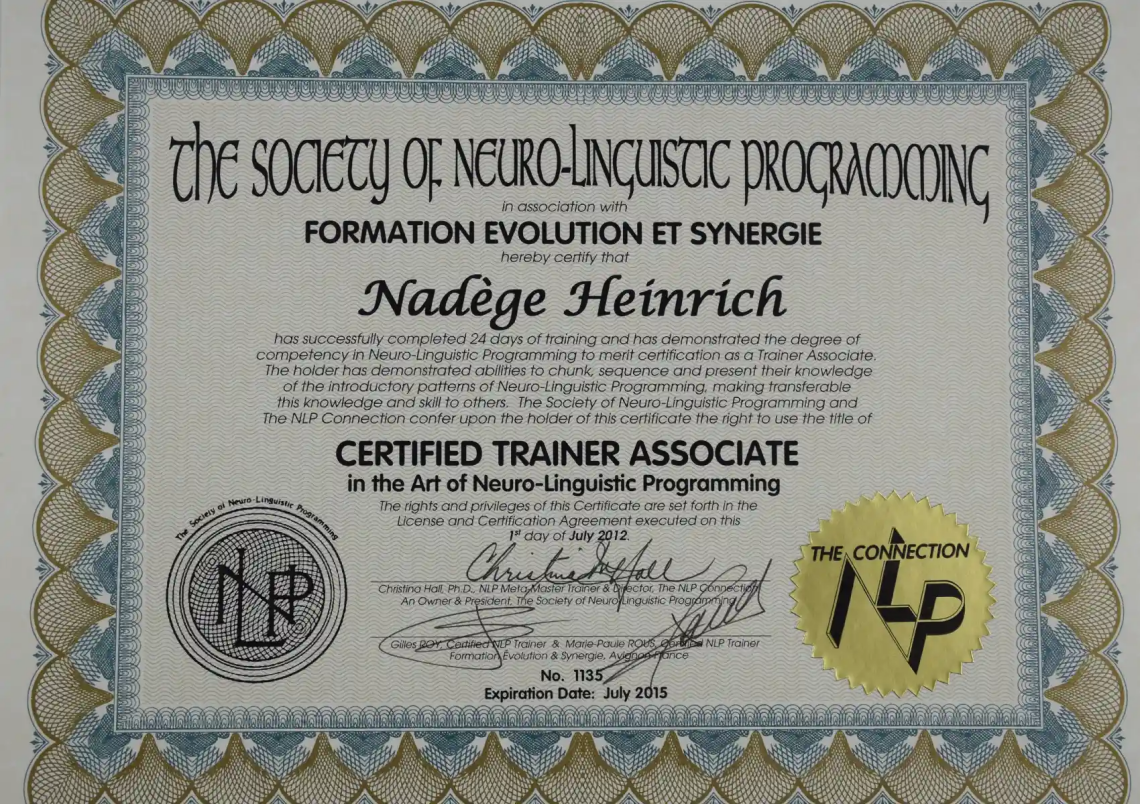 The Society of Neuro-Linguistic Programming
in association with
FORMATION EVOLUTION ET SYNERGIE
hereby certify that
Nadège Heinrich
has successfully completed 24 days of training and has demonstrated the degree of
competency in Neuro-Linguistic Programming to merit certification as a Trainer Associate.
The holder has demonstrated abilities to chunk, sequence and present their knowledge
of the introductory patterns of Neuro-Linguistic Programming, making transferable
this knowledge and skill to others. The Society of Neuro-Linguistic Programming and
The NLP Connection confer upon the holder of this certificate the right to use the title of
CERTIFIED TRAINER ASSOCIATE
in the Art of Neuro-Linguistic Programming
The rights and privileges of this Certificate are set forth in the
License and Certification Agreement executed on this
1st day of July 2012.
The Society of Neuro-Linguistic Programming
NLP
THE CONNECTION
NLP
Christina Hall
Christina Hall, Ph.D., NLP Meta-Master Trainer & Director, The NLP Connection
An Owner & President, The Society of Neuro-Linguistic Programming
Gilles ROY, Certified NLP Trainer & Marie-Paule ROUS, Certified NLP Trainer
Formation Evolution & Synergie, Avignon-France
No. 1135
Expiration Date: July 2015